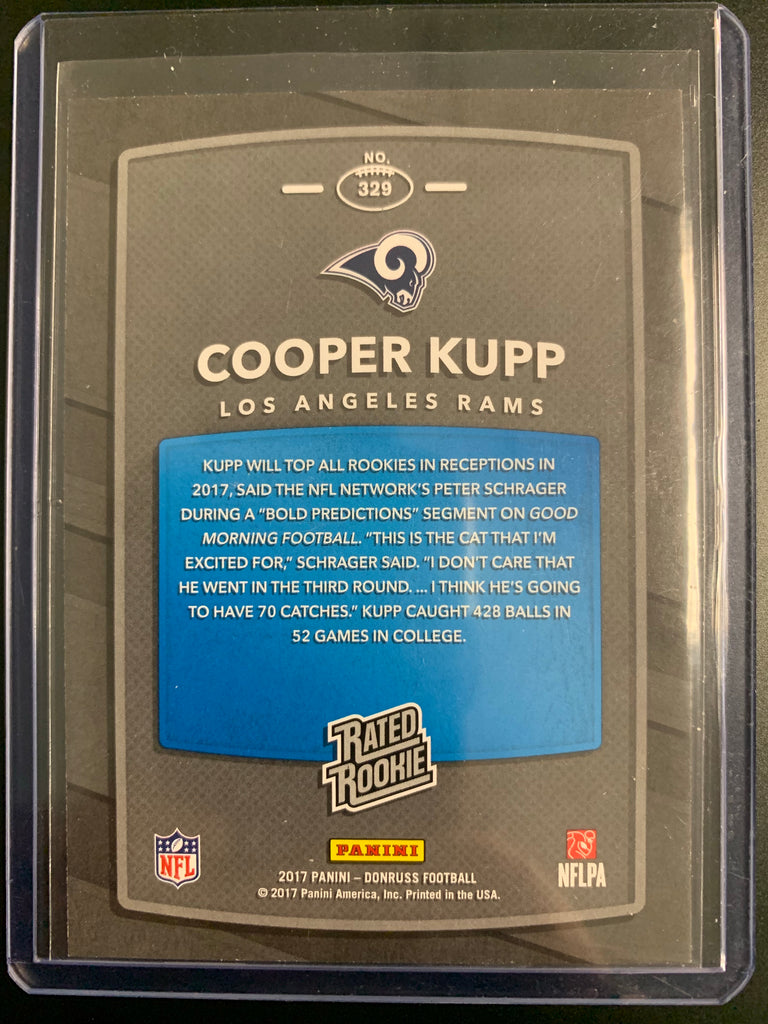 NO.
329
COOPER KUPP
LOS ANGELES RAMS
KUPP WILL TOP ALL ROOKIES IN RECEPTIONS IN
2017, SAID THE NFL NETWORK'S PETER SCHRAGER
DURING A "BOLD PREDICTIONS" SEGMENT ON GOOD
MORNING FOOTBALL. "THIS IS THE CAT THAT I'M
EXCITED FOR," SCHRAGER SAID. "I DON'T CARE THAT
HE WENT IN THE THIRD ROUND. ... I THINK HE'S GOING
TO HAVE 70 CATCHES." KUPP CAUGHT 428 BALLS IN
52 GAMES IN COLLEGE.
RATED
ROOKIE
NFL
PANINI
NFLPA
2017 PANINI – DONRUSS FOOTBALL
© 2017 Panini America, Inc. Printed in the USA.